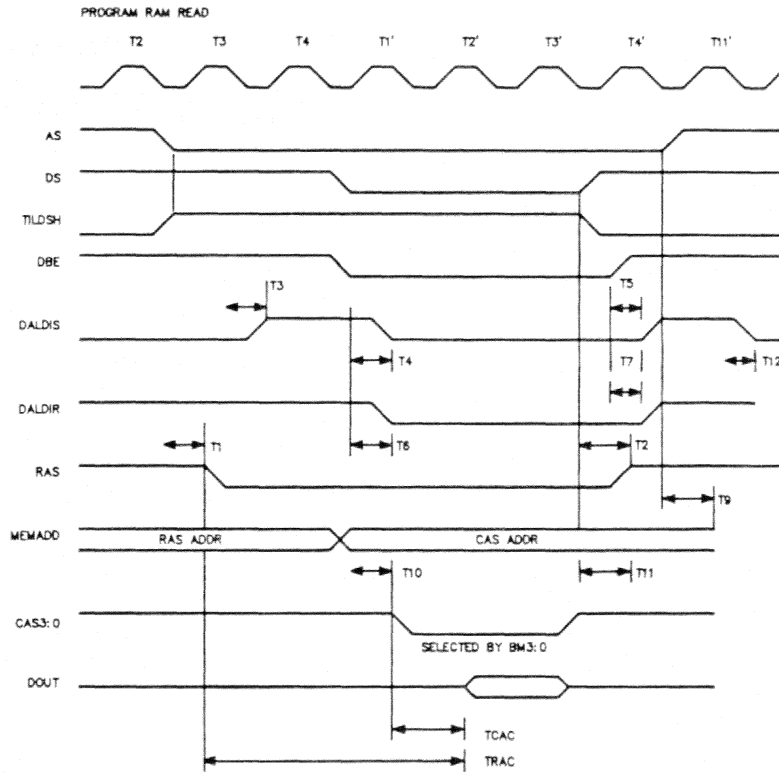 PROGRAM RAM READ
T2 T3 T4 T1' T2' T3' T4' T11'
AS
DS
TILDSH
DBE
T3 T5
DALDIS
T4 T7 T12
DALDIR
T1 T6 T2
RAS
T9
MEMADD RAS ADDR CAS ADDR
T10 T11
CAS3:0
SELECTED BY BM3:0
DOUT
TCAC
TRAC